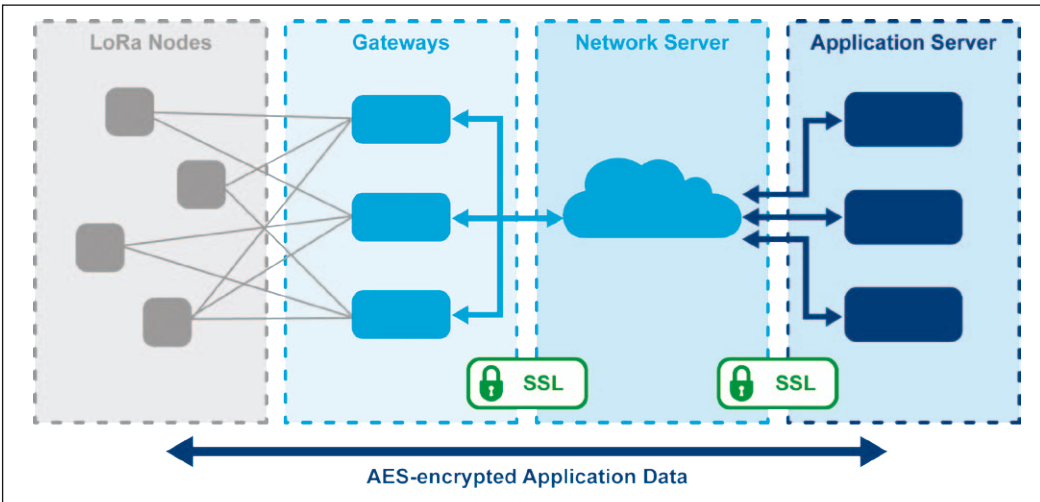 LoRa Nodes
Gateways
Network Server
Application Server
SSL
SSL
AES-encrypted Application Data